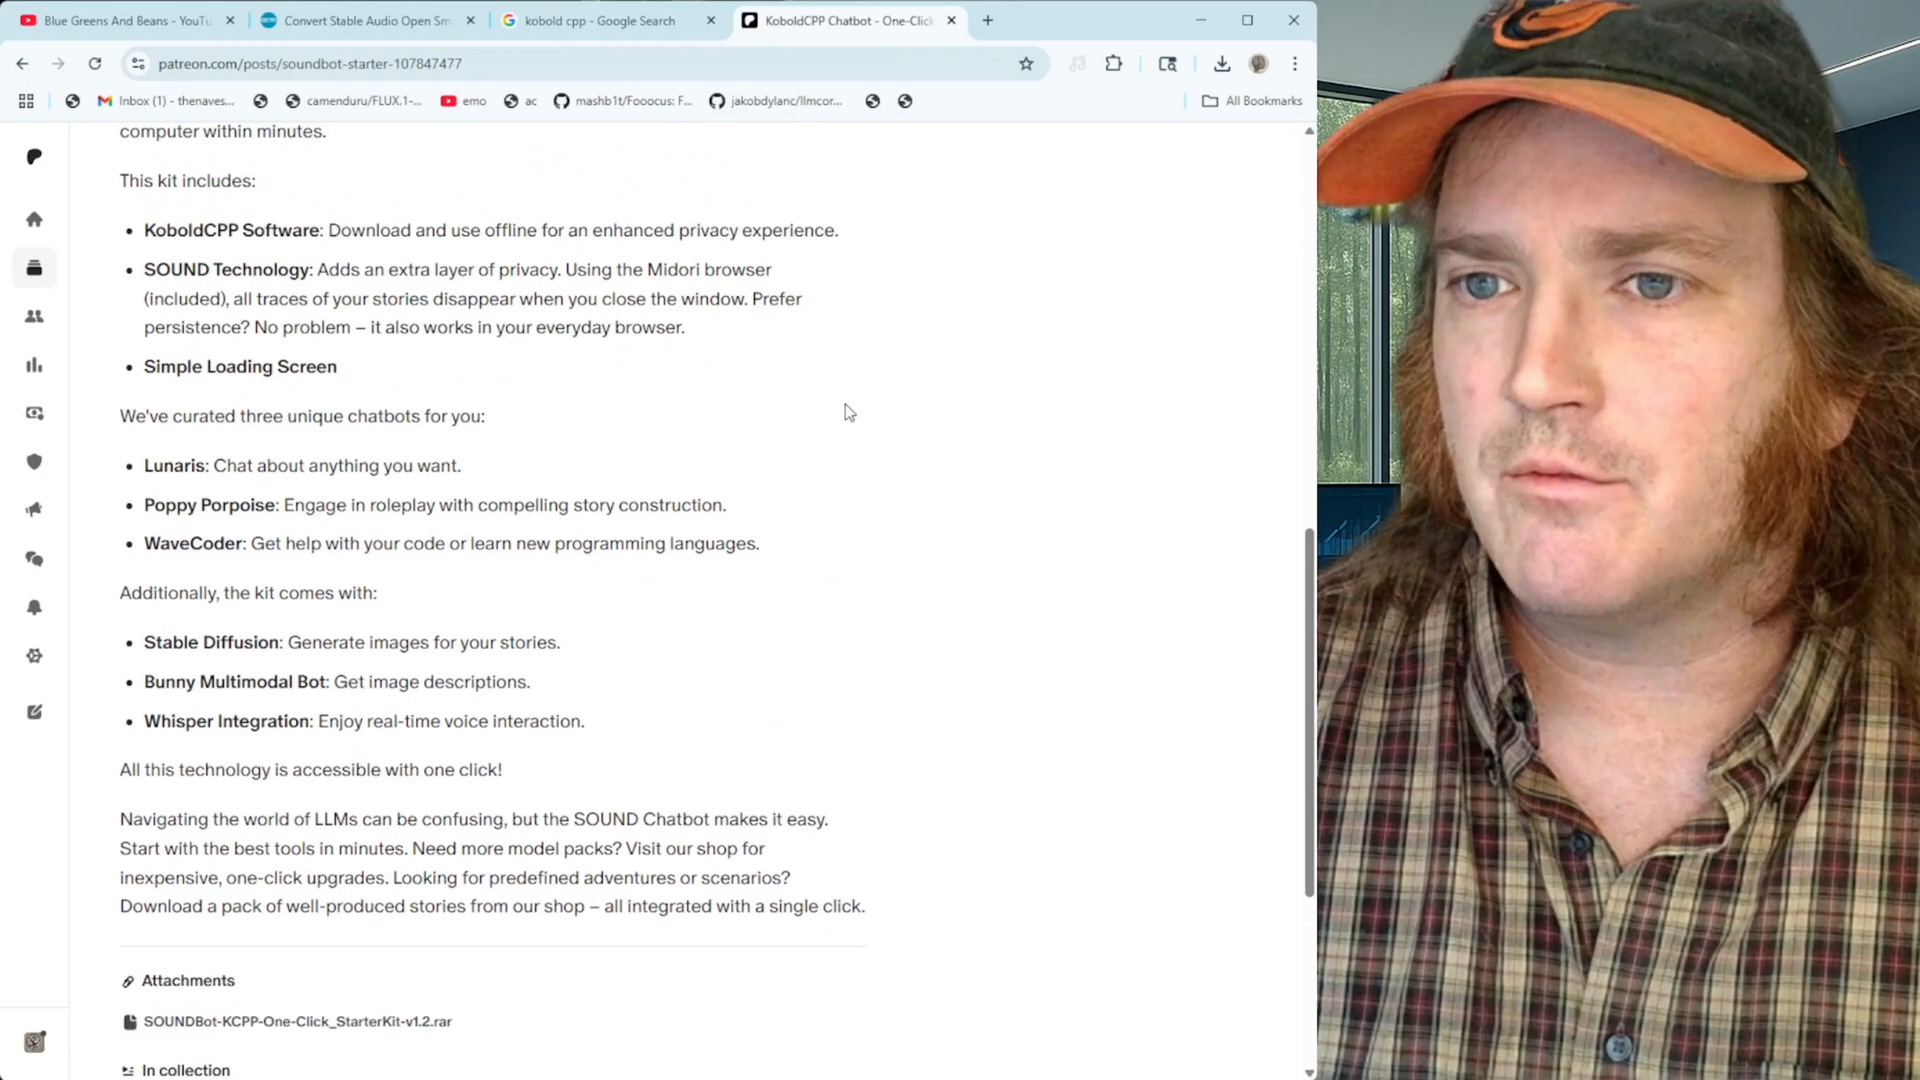 Blue Greens And Beans - YouTu
Convert Stable Audio Open Sm
kobold cpp - Google Search
KoboldCPP Chatbot - One-Click
patreon.com/posts/soundbot-starter-107847477
Inbox (1) - thenaves...
camenduru/FLUX.1-...
emo
ac
mashb1t/Fooocus: F...
jakobdylanc/llmcor...
All Bookmarks
computer within minutes.
This kit includes:
• KoboldCPP Software: Download and use offline for an enhanced privacy experience.
• SOUND Technology: Adds an extra layer of privacy. Using the Midori browser
(included), all traces of your stories disappear when you close the window. Prefer
persistence? No problem – it also works in your everyday browser.
• Simple Loading Screen
We've curated three unique chatbots for you:
• Lunaris: Chat about anything you want.
• Poppy Porpoise: Engage in roleplay with compelling story construction.
• WaveCoder: Get help with your code or learn new programming languages.
Additionally, the kit comes with:
• Stable Diffusion: Generate images for your stories.
• Bunny Multimodal Bot: Get image descriptions.
• Whisper Integration: Enjoy real-time voice interaction.
All this technology is accessible with one click!
Navigating the world of LLMs can be confusing, but the SOUND Chatbot makes it easy.
Start with the best tools in minutes. Need more model packs? Visit our shop for
inexpensive, one-click upgrades. Looking for predefined adventures or scenarios?
Download a pack of well-produced stories from our shop – all integrated with a single click.
Attachments
SOUNDBot-KCPP-One-Click_StarterKit-v1.2.rar
In collection